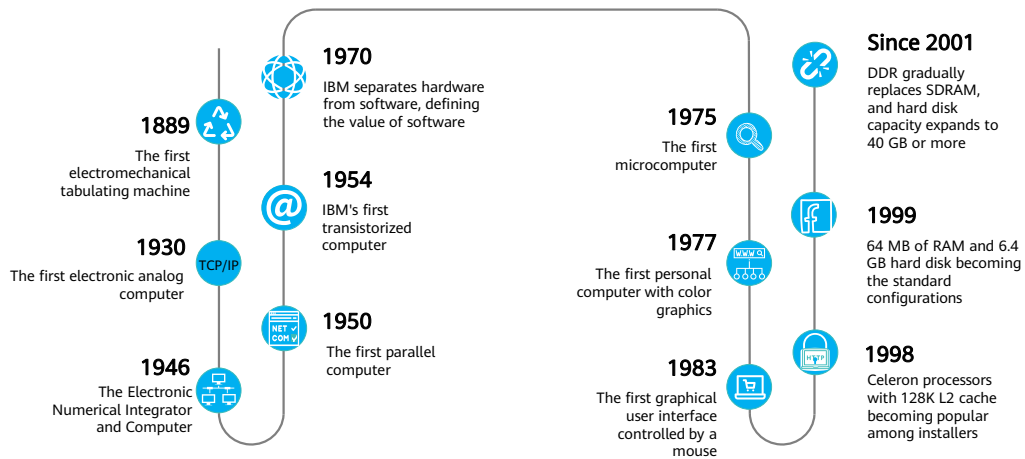 1889
The first
electromechanical
tabulating machine
1930
TCP/IP
The first electronic analog
computer
1946
The Electronic
Numerical Integrator
and Computer
1950
NET
COM
The first parallel
computer
1954
@
IBM's first
transistorized
computer
1970
IBM separates hardware
from software, defining
the value of software
1975
The first
microcomputer
1977
WWW
The first personal
computer with color
graphics
1983
The first graphical
user interface
controlled by a
mouse
1998
HTTP
Celeron processors
with 128K L2 cache
becoming popular
among installers
1999
f
64 MB of RAM and 6.4
GB hard disk becoming
the standard
configurations
Since 2001
DDR gradually
replaces SDRAM,
and hard disk
capacity expands to
40 GB or more